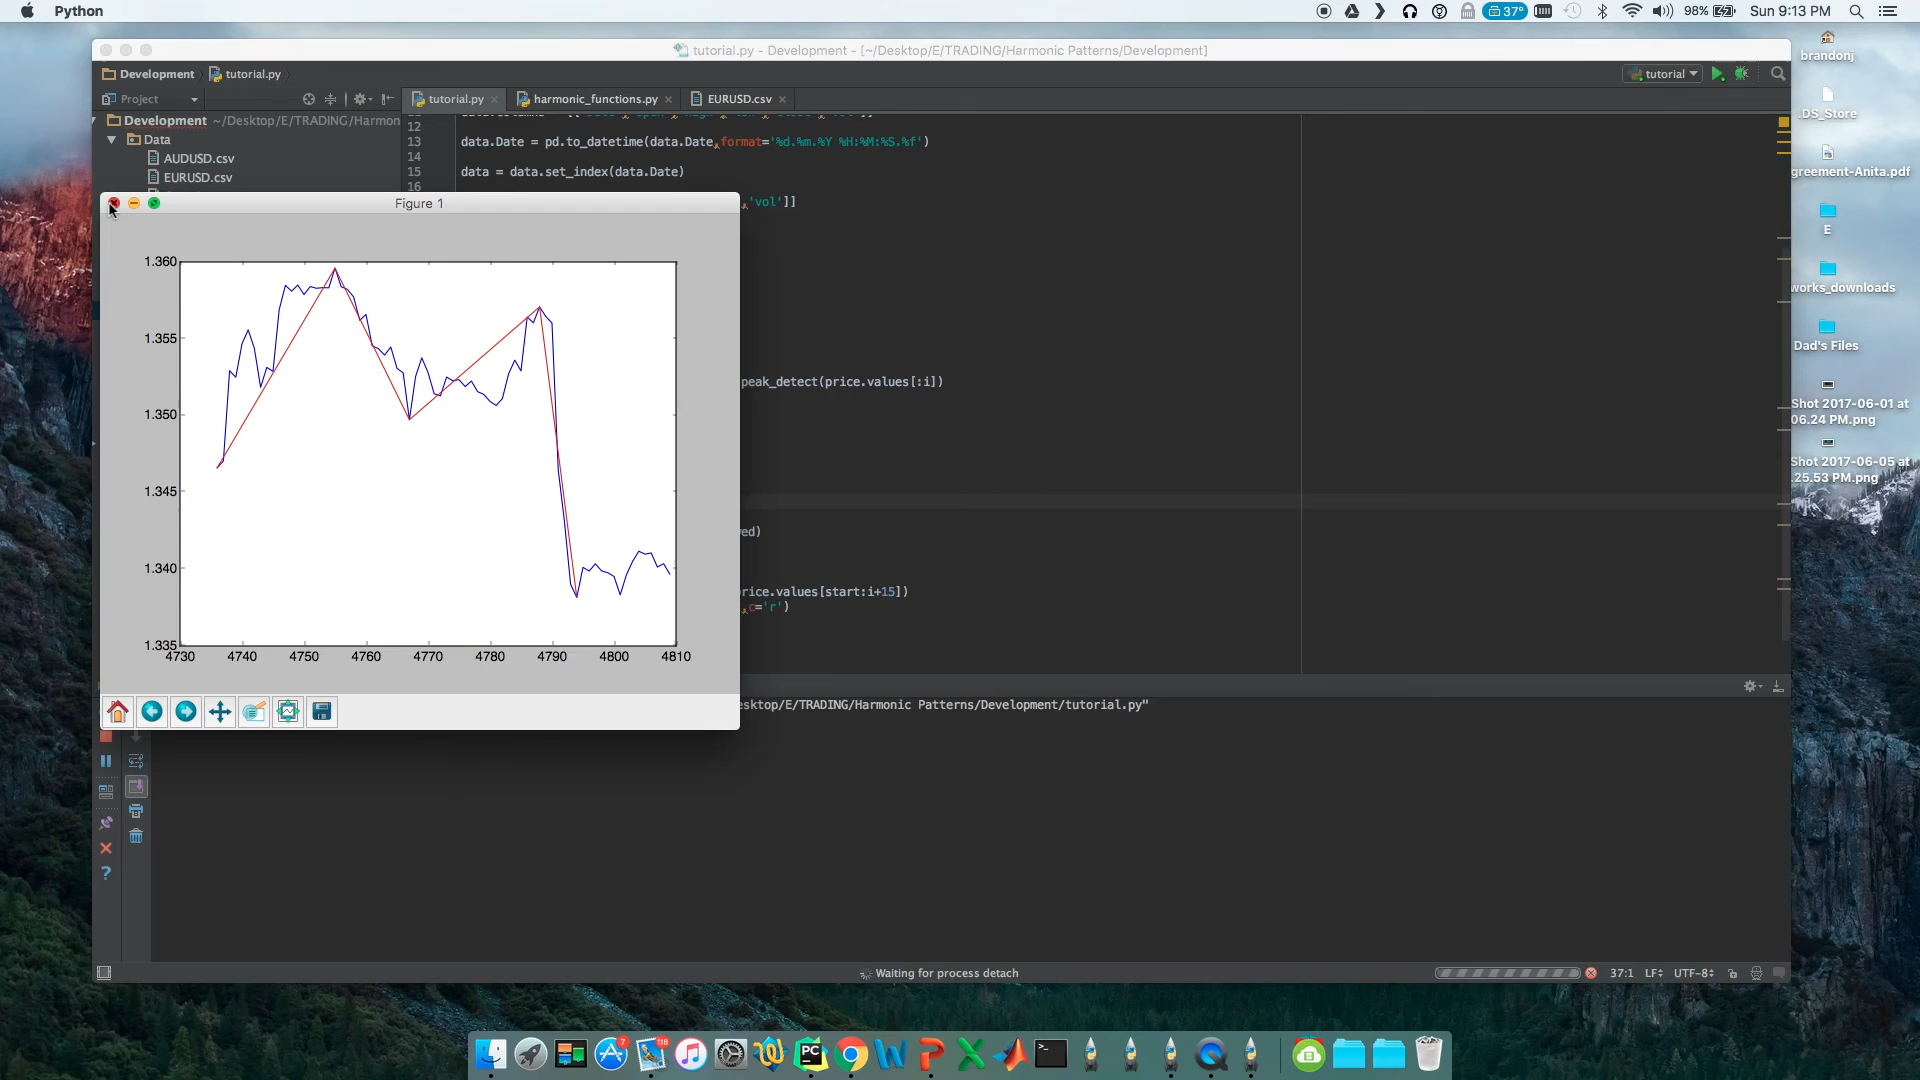 Python
98%
Sun 9:13 PM
37°
tutorial.py - Development - [~/Desktop/E/TRADING/Harmonic Patterns/Development]
Development
tutorial.py
tutorial
Project
tutorial.py
harmonic_functions.py
EURUSD.csv
Development ~/Desktop/E/TRADING/Harmon
Data
AUDUSD.csv
EURUSD.csv
12
13 data.Date = pd.to_datetime(data.Date,format='%d.%m.%Y %H:%M:%S.%f')
14
15 data = data.set_index(data.Date)
16
,'vol']]
peak_detect(price.values[:i])
ed)
rice.values[start:i+15])
,c='r')
Figure 1
1.360
1.355
1.350
1.345
1.340
1.335
4730 4740 4750 4760 4770 4780 4790 4800 4810
esktop/E/TRADING/Harmonic Patterns/Development/tutorial.py"
Waiting for process detach
37:1 LF UTF-8
brandonj
.DS_Store
greement-Anita.pdf
E
works_downloads
Dad's Files
Shot 2017-06-01 at
06.24 PM.png
Shot 2017-06-05 at
.25.53 PM.png
7
118
PC